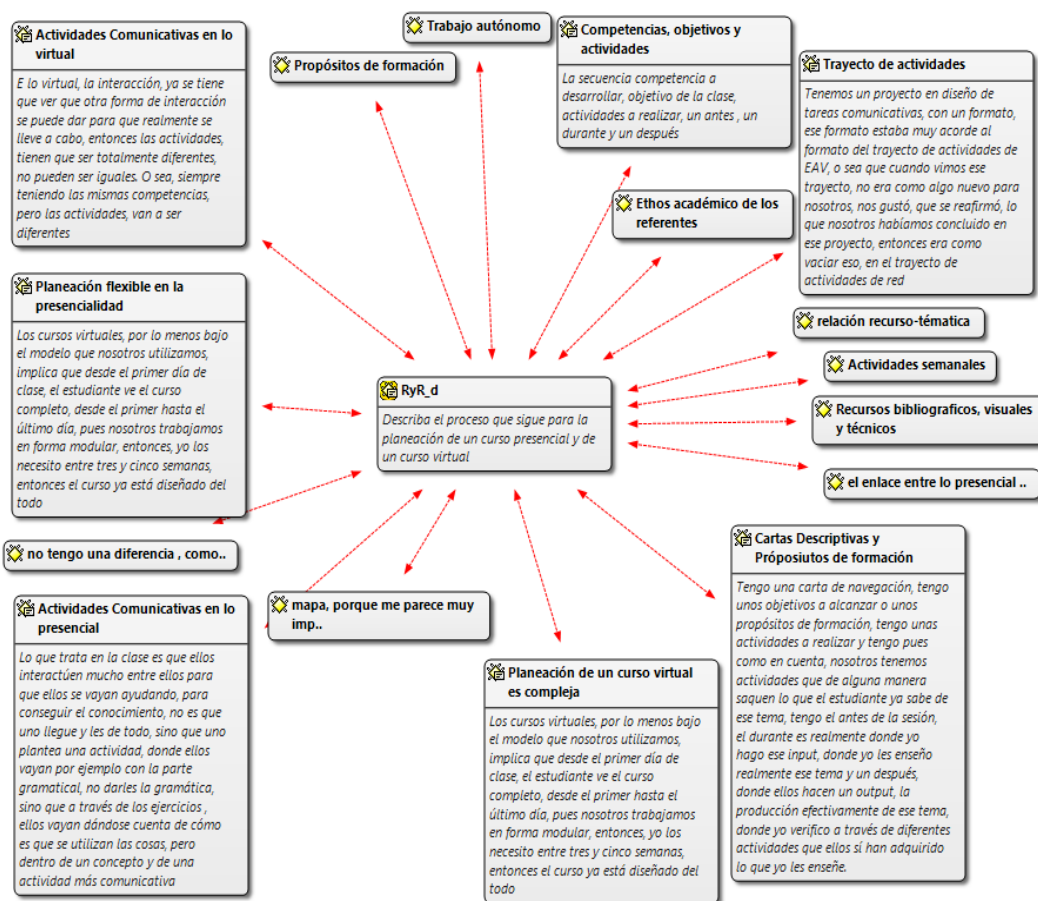 Actividades Comunicativas en lo
virtual
E lo virtual, la interacción, ya se tiene
que ver que otra forma de interacción
se puede dar para que realmente se
lleve a cabo, entonces las actividades,
tienen que ser totalmente diferentes,
no pueden ser iguales. O sea, siempre
teniendo las mismas competencias,
pero las actividades, van a ser
diferentes
Propósitos de formación
Trabajo autónomo
Competencias, objetivos y
actividades
La secuencia competencia a
desarrollar, objetivo de la clase,
actividades a realizar, un antes , un
durante y un después
Trayecto de actividades
Tenemos un proyecto en diseño de
tareas comunicativas, con un formato,
ese formato estaba muy acorde al
formato del trayecto de actividades de
EAV, o sea que cuando vimos ese
trayecto, no era como algo nuevo para
nosotros, nos gustó, que se reafirmó, lo
que nosotros habíamos concluido en
ese proyecto, entonces era como
vaciar eso, en el trayecto de
actividades de red
Ethos académico de los
referentes
Planeación flexible en la
presencialidad
Los cursos virtuales, por lo menos bajo
el modelo que nosotros utilizamos,
implica que desde el primer día de
clase, el estudiante ve el curso
completo, desde el primer hasta el
último día, pues nosotros trabajamos
en forma modular, entonces, yo los
necesito entre tres y cinco semanas,
entonces el curso ya está diseñado del
todo
RyR_d
Describa el proceso que sigue para la
planeación de un curso presencial y de
un curso virtual
relación recurso-témática
Actividades semanales
Recursos bibliograficos, visuales
y técnicos
el enlace entre lo presencial ..
no tengo una diferencia , como..
mapa, porque me parece muy
imp..
Actividades Comunicativas en lo
presencial
Lo que trata en la clase es que ellos
interactúen mucho entre ellos para
que ellos se vayan ayudando, para
conseguir el conocimiento, no es que
uno llegue y les de todo, sino que uno
plantea una actividad, donde ellos
vayan por ejemplo con la parte
gramatical, no darles la gramática,
sino que a través de los ejercicios ,
ellos vayan dándose cuenta de cómo
es que se utilizan las cosas, pero
dentro de un concepto y de una
actividad más comunicativa
Planeación de un curso virtual
es compleja
Los cursos virtuales, por lo menos bajo
el modelo que nosotros utilizamos,
implica que desde el primer día de
clase, el estudiante ve el curso
completo, desde el primer hasta el
último día, pues nosotros trabajamos
en forma modular, entonces, yo los
necesito entre tres y cinco semanas,
entonces el curso ya está diseñado del
todo
Cartas Descriptivas y
Própósiutos de formación
Tengo una carta de navegación, tengo
unos objetivos a alcanzar o unos
propósitos de formación, tengo unas
actividades a realizar y tengo pues
como en cuenta, nosotros tenemos
actividades que de alguna manera
saquen lo que el estudiante ya sabe de
ese tema, tengo el antes de la sesión,
el durante es realmente donde yo
hago ese input, donde yo les enseño
realmente ese tema y un después,
donde ellos hacen un output, la
producción efectivamente de ese tema,
donde yo verifico a través de diferentes
actividades que ellos sí han adquirido
lo que yo les enseñe.